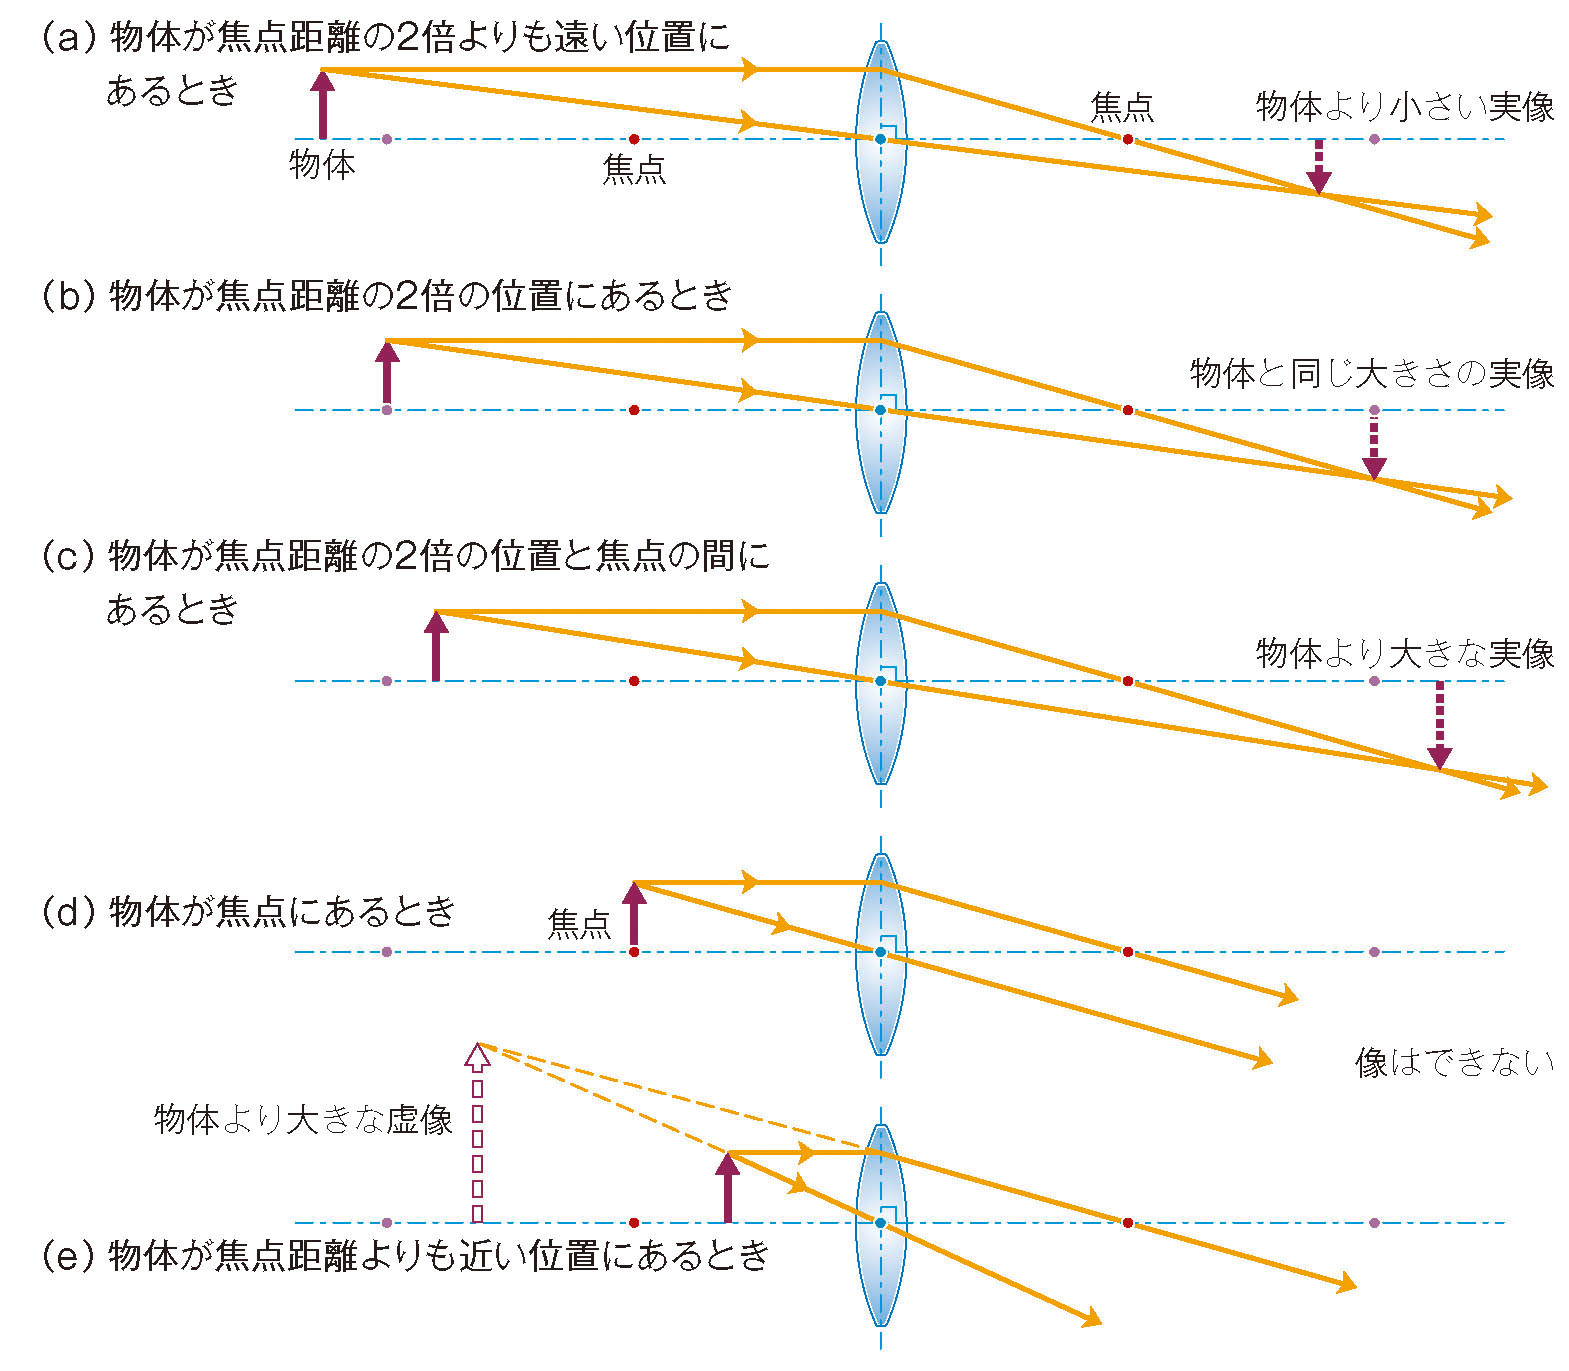 (a) 物体が焦点距離の2倍よりも遠い位置に
あるとき
焦点
物体より小さい実像
物体
焦点
(b) 物体が焦点距離の2倍の位置にあるとき
物体と同じ大きさの実像
(c) 物体が焦点距離の2倍の位置と焦点の間に
あるとき
物体より大きな実像
(d) 物体が焦点にあるとき
焦点
像はできない
物体より大きな虚像
(e) 物体が焦点距離よりも近い位置にあるとき